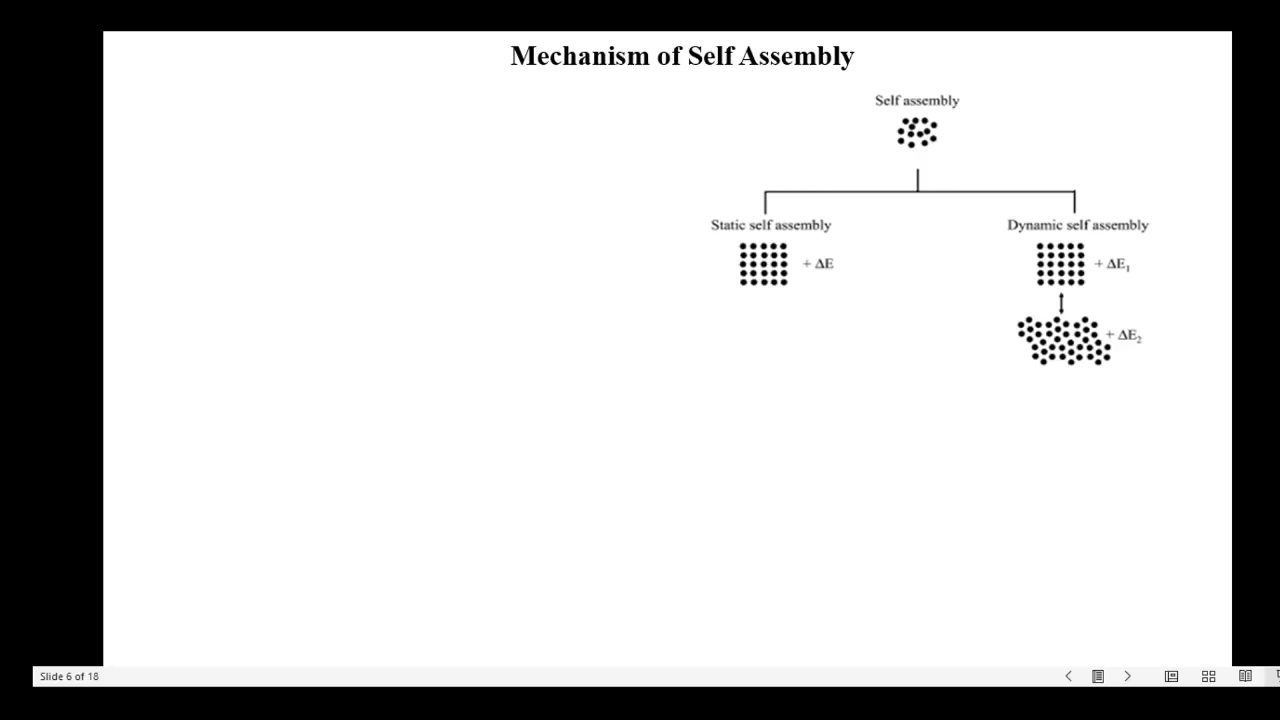 Mechanism of Self Assembly
Self assembly
Static self assembly
Dynamic self assembly
+ ΔE
+ ΔE₁
+ ΔE₂
Slide 6 of 18